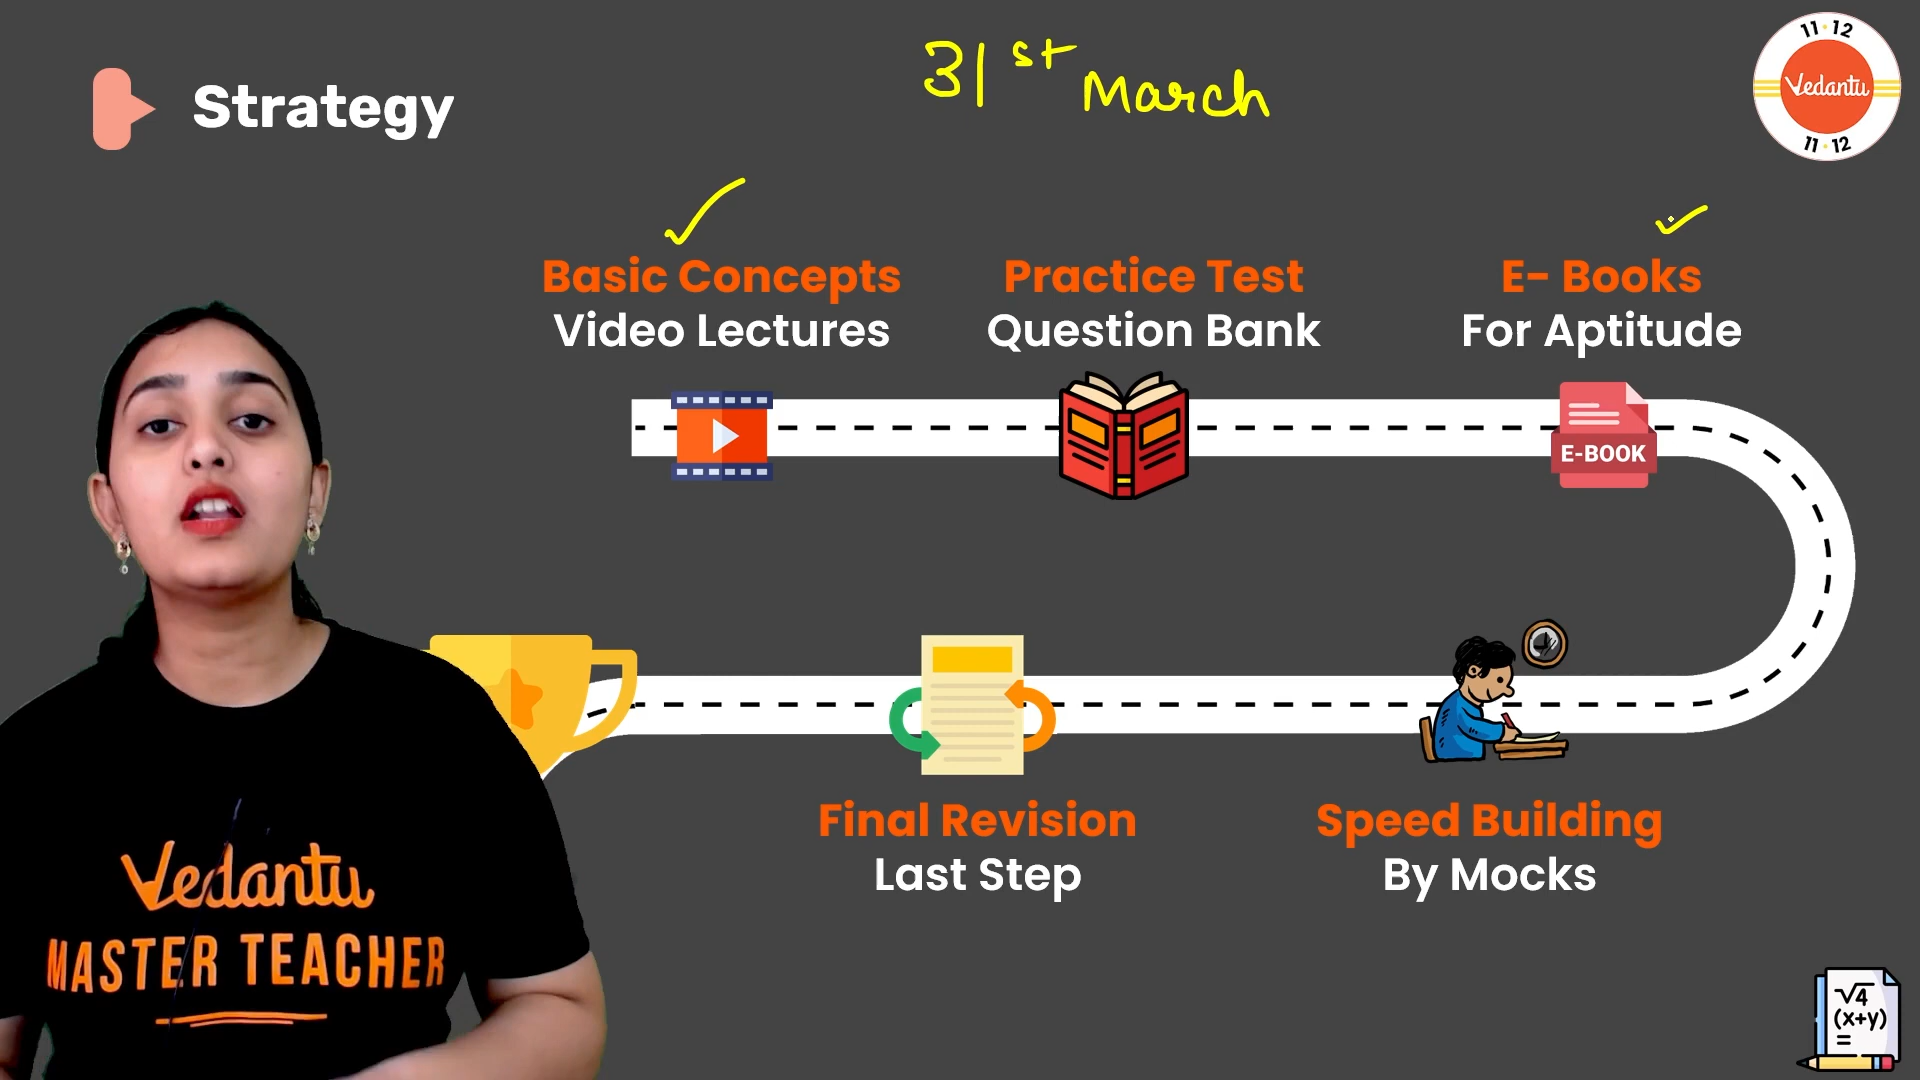 31st March
11·12
Vedantu
11·12
Strategy
Basic Concepts
Video Lectures
Practice Test
Question Bank
E- Books
For Aptitude
E-BOOK
Final Revision
Last Step
Speed Building
By Mocks
Vedantu
MASTER TEACHER
√4
(x+y)
=